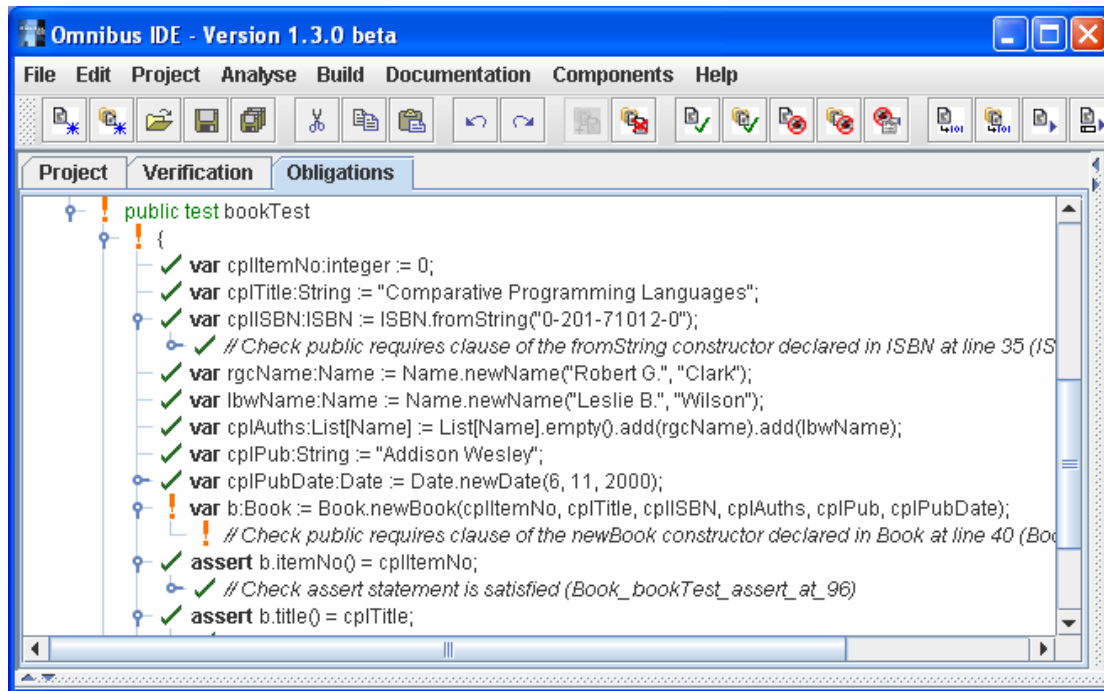 Omnibus IDE - Version 1.3.0 beta
File Edit Project Analyse Build Documentation Components Help
Project Verification Obligations
public test bookTest
{
var cplItemNo:integer := 0;
var cplTitle:String := "Comparative Programming Languages";
var cplISBN:ISBN := ISBN.fromString("0-201-71012-0");
// Check public requires clause of the fromString constructor declared in ISBN at line 35 (IS
var rgcName:Name := Name.newName("Robert G.", "Clark");
var lbwName:Name := Name.newName("Leslie B.", "Wilson");
var cplAuths:List[Name] := List[Name].empty().add(rgcName).add(lbwName);
var cplPub:String := "Addison Wesley";
var cplPubDate:Date := Date.newDate(6, 11, 2000);
var b:Book := Book.newBook(cplItemNo, cplTitle, cplISBN, cplAuths, cplPub, cplPubDate);
// Check public requires clause of the newBook constructor declared in Book at line 40 (Boo
assert b.itemNo() = cplItemNo;
// Check assert statement is satisfied (Book_bookTest_assert_at_96)
assert b.title() = cplTitle;